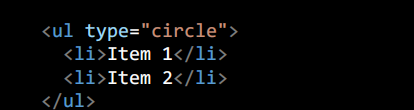 <ul type="circle">
<li>Item 1</li>
<li>Item 2</li>
</ul>